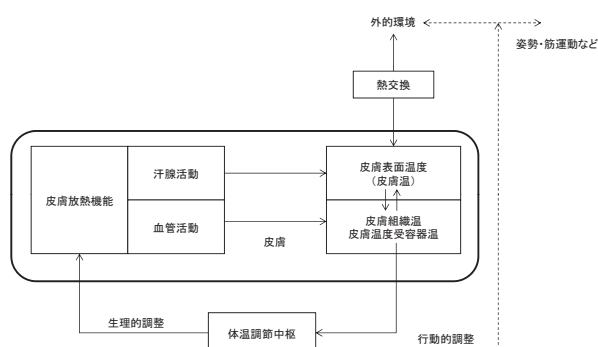 外的環境
姿勢・筋運動など
熱交換
皮膚放熱機能
汗腺活動
血管活動
皮膚
皮膚表面温度
(皮膚温)
皮膚組織温
皮膚温度受容器温
生理的調整
体温調節中枢
行動的調整